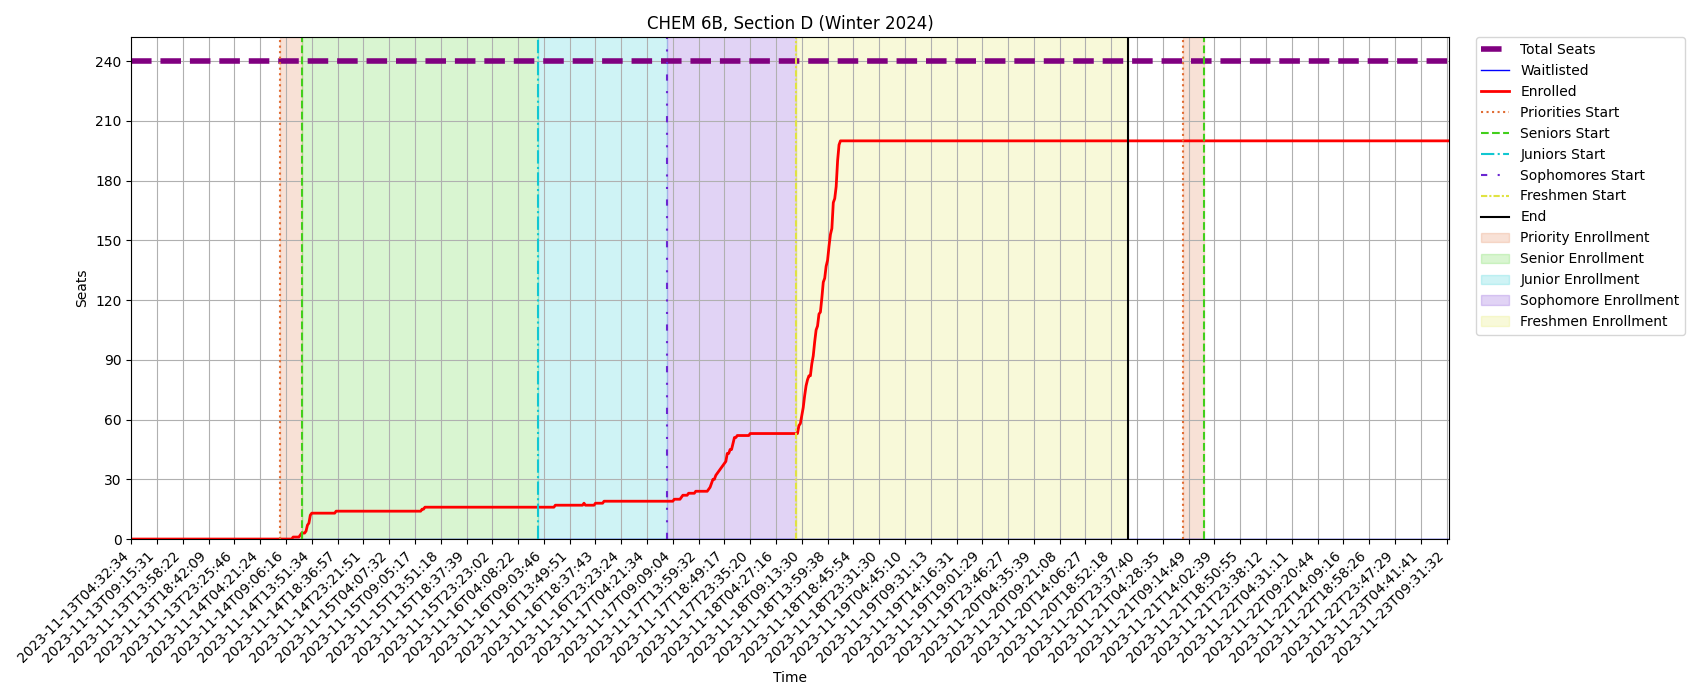 CHEM 6B, Section D (Winter 2024)
Seats
240
210
180
150
120
90
60
30
0
2023-11-13T04:32:34
2023-11-13T09:15:31
2023-11-13T13:58:22
2023-11-13T18:42:09
2023-11-13T23:25:46
2023-11-14T04:21:24
2023-11-14T09:06:16
2023-11-14T13:51:34
2023-11-14T18:36:57
2023-11-14T23:21:51
2023-11-15T04:07:32
2023-11-15T09:05:17
2023-11-15T13:51:18
2023-11-15T18:37:39
2023-11-15T23:23:02
2023-11-16T04:08:22
2023-11-16T09:03:46
2023-11-16T13:49:51
2023-11-16T18:37:43
2023-11-16T23:23:24
2023-11-17T04:21:34
2023-11-17T09:09:04
2023-11-17T13:59:32
2023-11-17T18:49:17
2023-11-17T23:35:20
2023-11-18T04:27:16
2023-11-18T09:13:30
2023-11-18T13:59:38
2023-11-18T18:45:54
2023-11-18T23:31:30
2023-11-19T04:45:10
2023-11-19T09:31:13
2023-11-19T14:16:31
2023-11-19T19:01:29
2023-11-19T23:46:27
2023-11-20T04:35:39
2023-11-20T09:21:08
2023-11-20T14:06:27
2023-11-20T18:52:18
2023-11-20T23:37:40
2023-11-21T04:28:35
2023-11-21T09:14:49
2023-11-21T14:02:39
2023-11-21T18:50:55
2023-11-21T23:38:12
2023-11-22T04:31:11
2023-11-22T09:20:44
2023-11-22T14:09:16
2023-11-22T18:58:26
2023-11-22T23:47:29
2023-11-23T04:41:41
2023-11-23T09:31:32
Time
Total Seats
Waitlisted
Enrolled
Priorities Start
Seniors Start
Juniors Start
Sophomores Start
Freshmen Start
End
Priority Enrollment
Senior Enrollment
Junior Enrollment
Sophomore Enrollment
Freshmen Enrollment